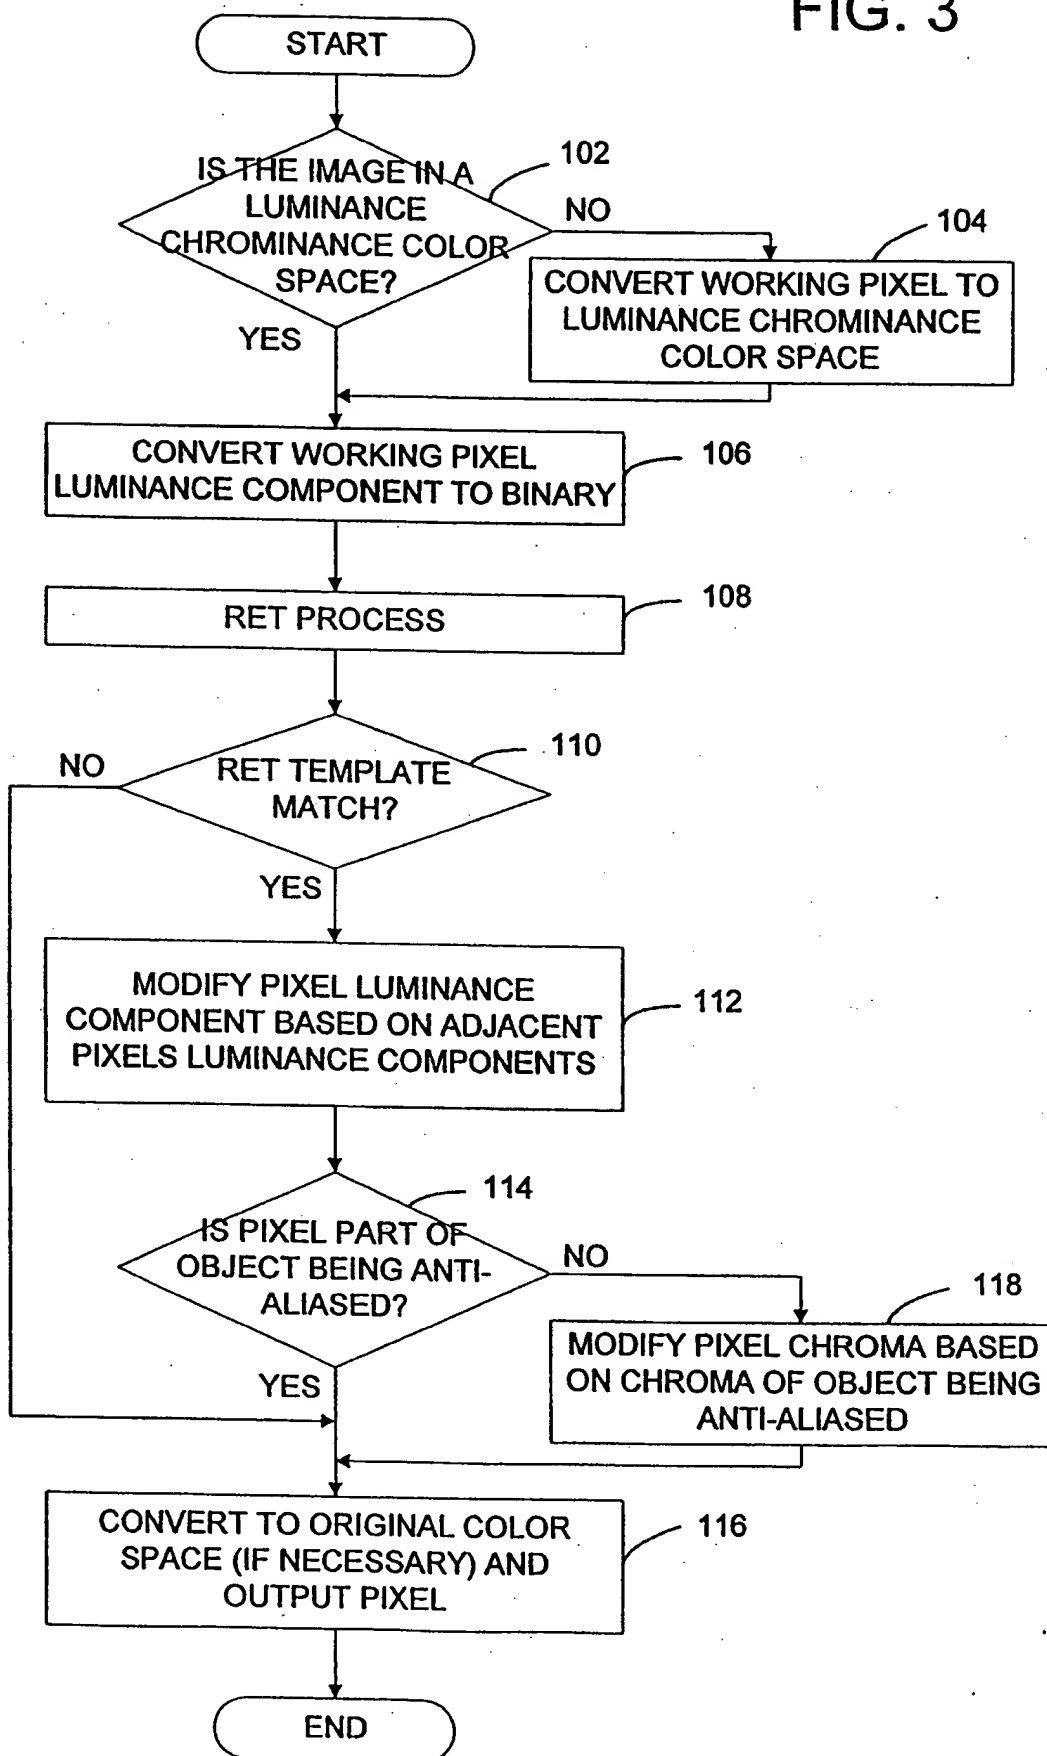 FIG. 3
START
IS THE IMAGE IN A
LUMINANCE
CHROMINANCE COLOR
SPACE?
102
NO
104
CONVERT WORKING PIXEL TO
LUMINANCE CHROMINANCE
COLOR SPACE
YES
CONVERT WORKING PIXEL
LUMINANCE COMPONENT TO BINARY
106
RET PROCESS
108
NO
RET TEMPLATE
MATCH?
110
YES
MODIFY PIXEL LUMINANCE
COMPONENT BASED ON ADJACENT
PIXELS LUMINANCE COMPONENTS
112
IS PIXEL PART OF
OBJECT BEING ANTI-
ALIASED?
114
NO
118
MODIFY PIXEL CHROMA BASED
ON CHROMA OF OBJECT BEING
ANTI-ALIASED
YES
CONVERT TO ORIGINAL COLOR
SPACE (IF NECESSARY) AND
OUTPUT PIXEL
116
END